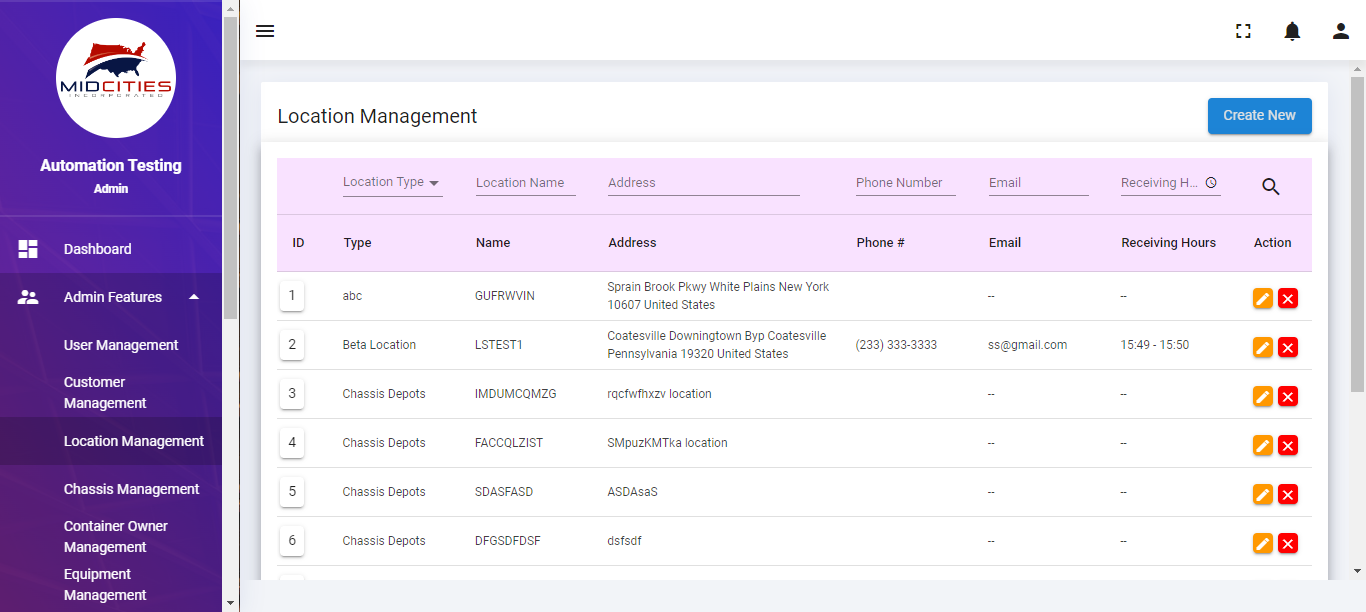 MIDCITIES
INCORPORATED
Automation Testing
Admin
Dashboard
Admin Features
User Management
Customer
Management
Location Management
Chassis Management
Container Owner
Management
Equipment
Management
Location Management
Create New
Location Type
Location Name
Address
Phone Number
Email
Receiving H...
ID Type Name Address Phone # Email Receiving Hours Action
1 abc GUFRWVIN Sprain Brook Pkwy White Plains New York -- --
10607 United States
2 Beta Location LSTEST1 Coatesville Downingtown Byp Coatesville (233) 333-3333 ss@gmail.com 15:49 - 15:50
Pennsylvania 19320 United States
3 Chassis Depots IMDUMCQMZG rqcfwfhxzv location -- --
4 Chassis Depots FACCQLZIST SMpuzKMTka location -- --
5 Chassis Depots SDASFASD ASDAsaS -- --
6 Chassis Depots DFGSDFDSF dsfsdf -- --